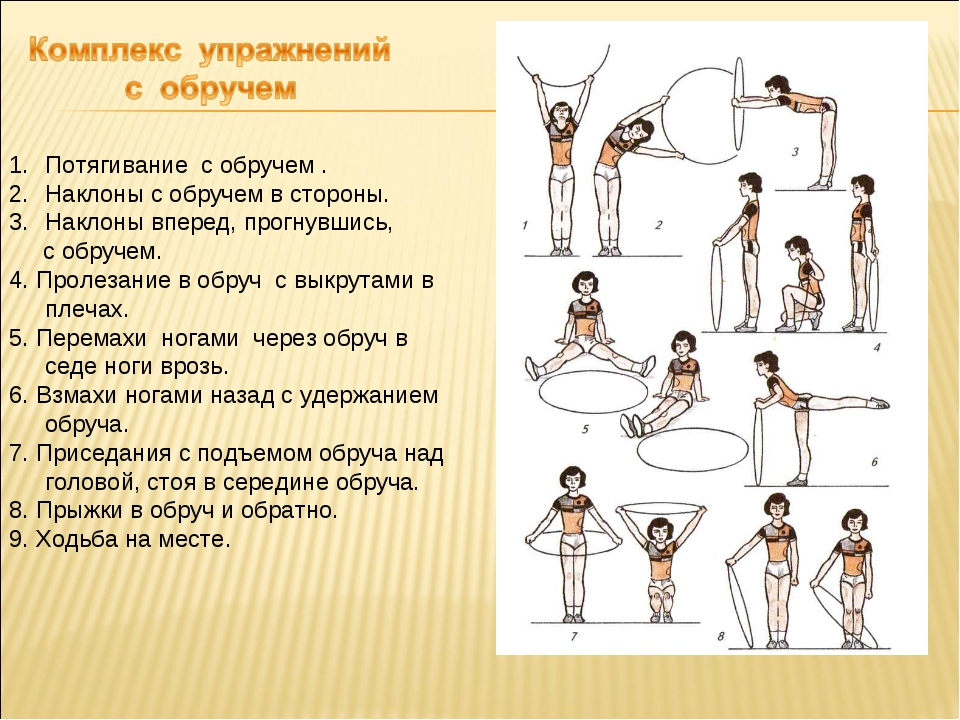 Комплекс упражнений
с обручем
1. Потягивание с обручем .
2. Наклоны с обручем в стороны.
3. Наклоны вперед, прогнувшись,
с обручем.
4. Пролезание в обруч с выкрутами в
плечах.
5. Перемахи ногами через обруч в
седе ноги врозь.
6. Взмахи ногами назад с удержанием
обруча.
7. Приседания с подъемом обруча над
головой, стоя в середине обруча.
8. Прыжки в обруч и обратно.
9. Ходьба на месте.
1
2
3
4
5
6
7
8